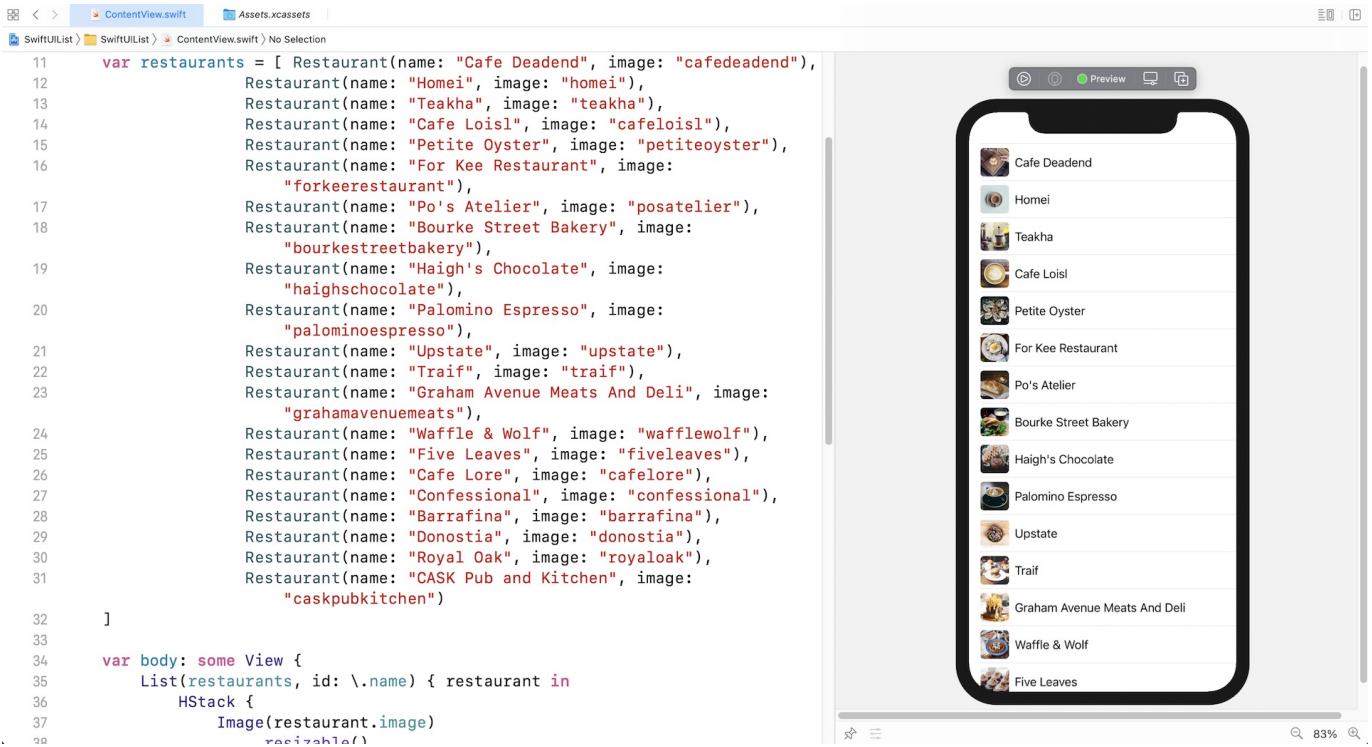 ContentView.swift
Assets.xcassets
SwiftUIList
SwiftUIList
ContentView.swift
No Selection
11 var restaurants = [ Restaurant(name: "Cafe Deadend", image: "cafedeadend"),
12 Restaurant(name: "Homei", image: "homei"),
13 Restaurant(name: "Teakha", image: "teakha"),
14 Restaurant(name: "Cafe Loisl", image: "cafeloisl"),
15 Restaurant(name: "Petite Oyster", image: "petiteoyster"),
16 Restaurant(name: "For Kee Restaurant", image:
"forkeerestaurant"),
17 Restaurant(name: "Po's Atelier", image: "posatelier"),
18 Restaurant(name: "Bourke Street Bakery", image:
"bourkestreetbakery"),
19 Restaurant(name: "Haigh's Chocolate", image:
"haighschocolate"),
20 Restaurant(name: "Palomino Espresso", image:
"palominoespresso"),
21 Restaurant(name: "Upstate", image: "upstate"),
22 Restaurant(name: "Traif", image: "traif"),
23 Restaurant(name: "Graham Avenue Meats And Deli", image:
"grahamavenuemeats"),
24 Restaurant(name: "Waffle & Wolf", image: "wafflewolf"),
25 Restaurant(name: "Five Leaves", image: "fiveleaves"),
26 Restaurant(name: "Cafe Lore", image: "cafelore"),
27 Restaurant(name: "Confessional", image: "confessional"),
28 Restaurant(name: "Barrafina", image: "barrafina"),
29 Restaurant(name: "Donostia", image: "donostia"),
30 Restaurant(name: "Royal Oak", image: "royaloak"),
31 Restaurant(name: "CASK Pub and Kitchen", image:
"caskpubkitchen")
32 ]
33
34 var body: some View {
35 List(restaurants, id: \.name) { restaurant in
36 HStack {
37 Image(restaurant.image)
38 .resizable()
Preview
Cafe Deadend
Homei
Teakha
Cafe Loisl
Petite Oyster
For Kee Restaurant
Po's Atelier
Bourke Street Bakery
Haigh's Chocolate
Palomino Espresso
Upstate
Traif
Graham Avenue Meats And Deli
Waffle & Wolf
Five Leaves
83%